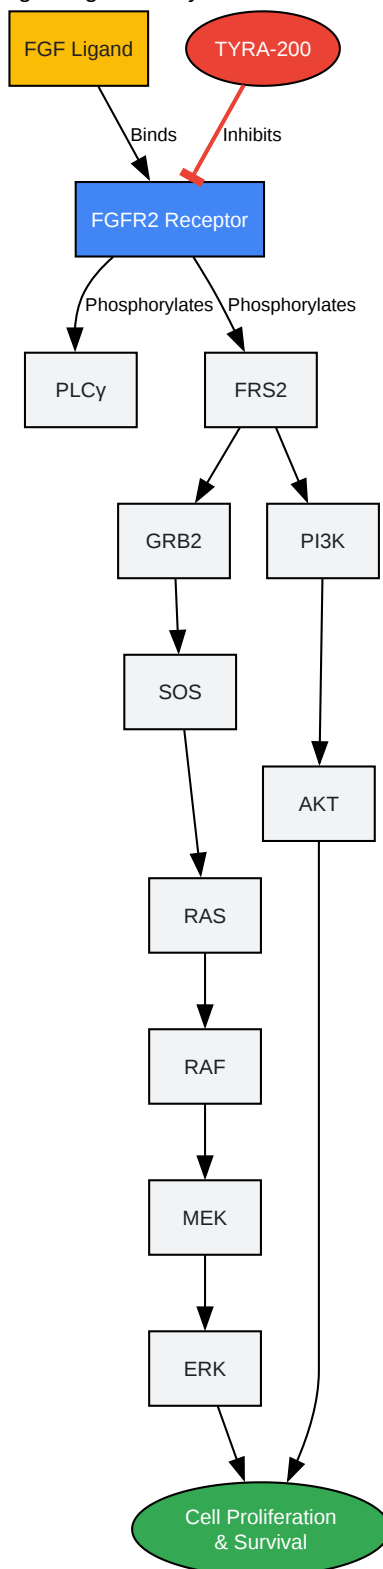 FGF Ligand
TYRA-200
Binds
Inhibits
FGFR2 Receptor
Phosphorylates
Phosphorylates
PLCγ
FRS2
GRB2
PI3K
SOS
AKT
RAS
RAF
MEK
ERK
Cell Proliferation
& Survival